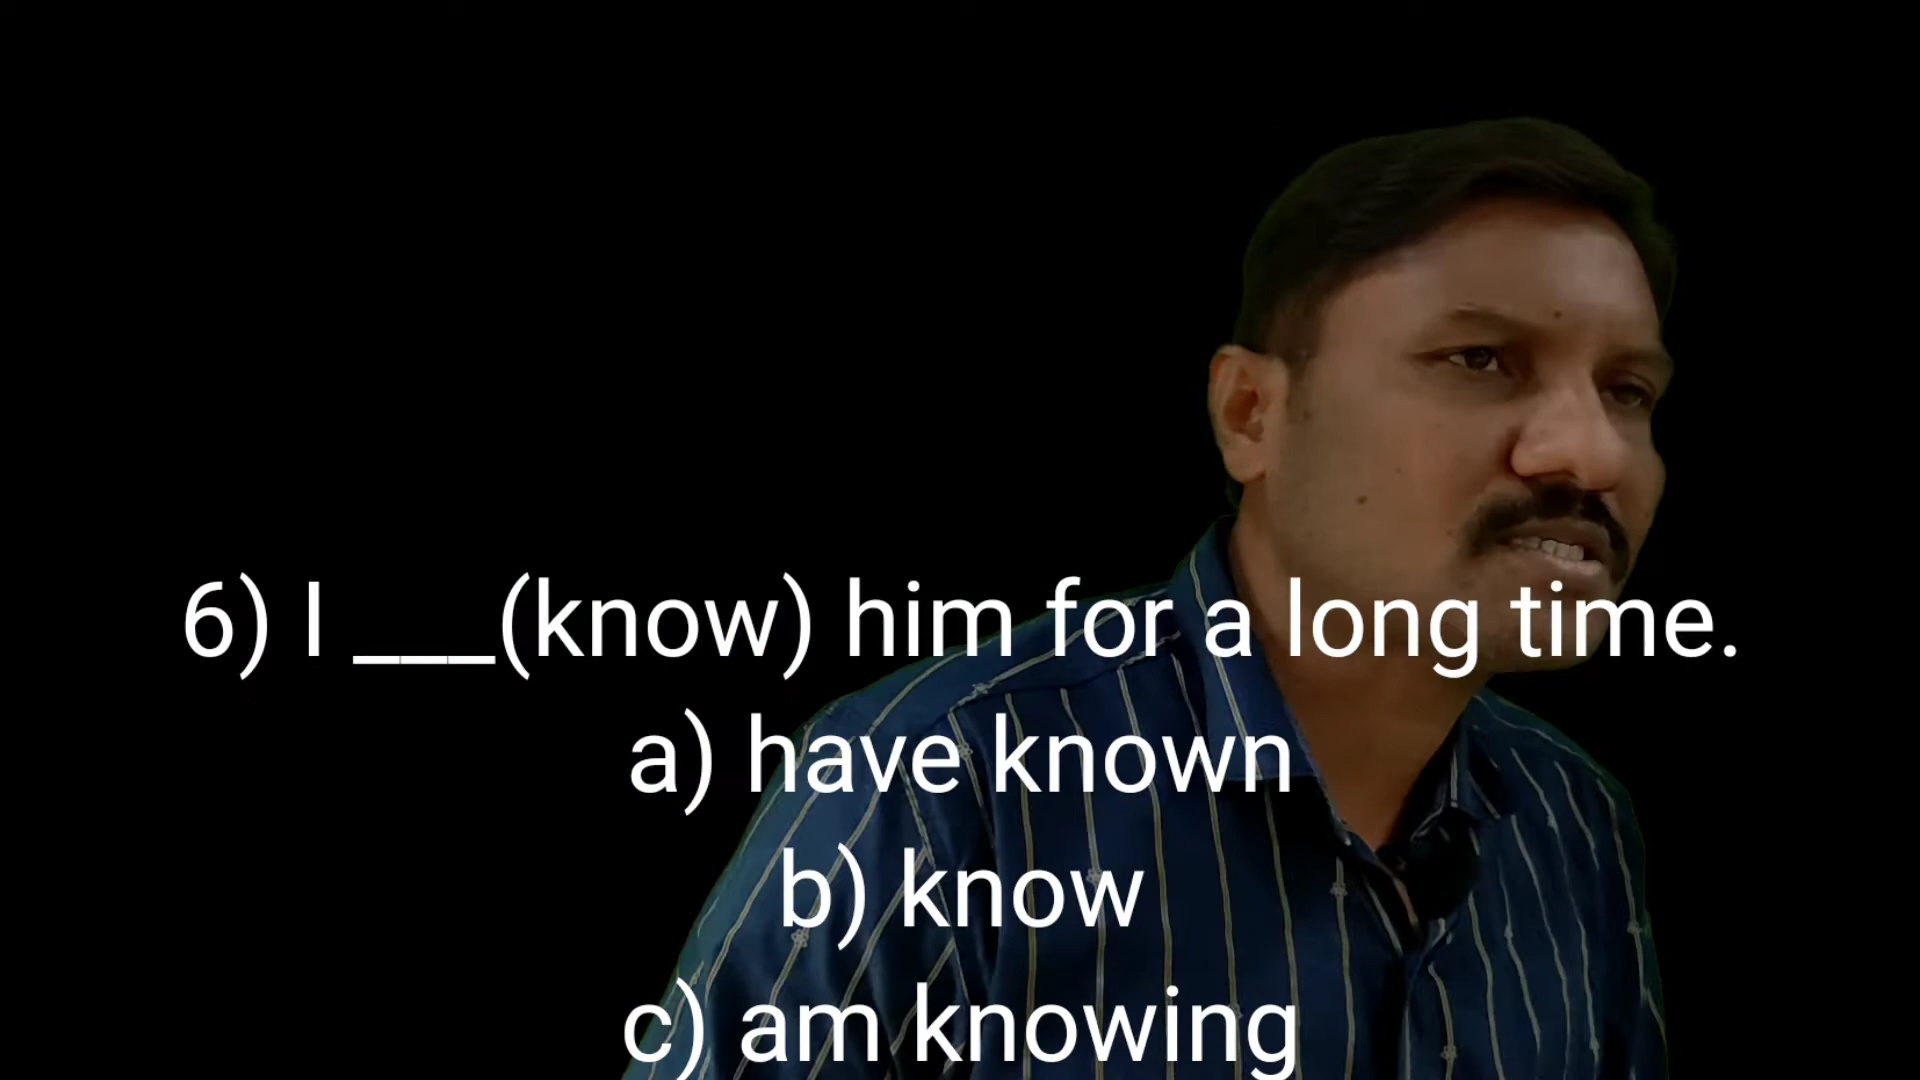 6) I ___(know) him for a long time.
a) have known
b) know
c) am knowing